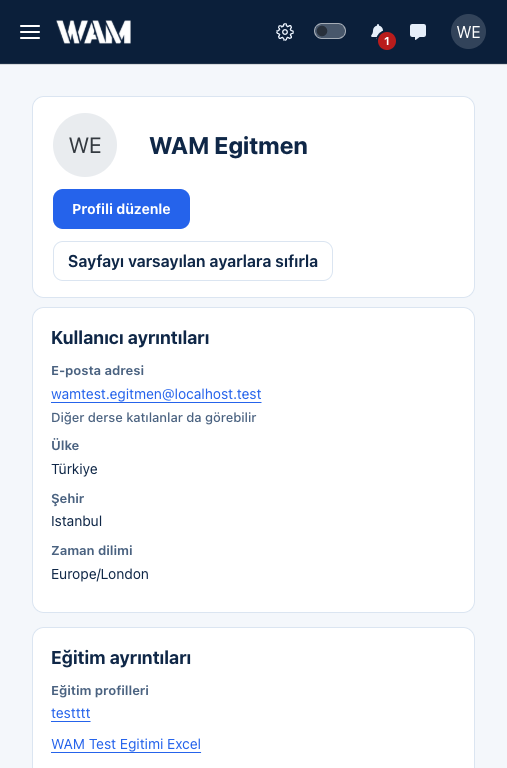 WAM
1
WE
WE
WAM Egitmen
Profili düzenle
Sayfayı varsayılan ayarlara sıfırla
Kullanıcı ayrıntıları
E-posta adresi
wamtest.egitmen@localhost.test
Diğer derse katılanlar da görebilir
Ülke
Türkiye
Şehir
Istanbul
Zaman dilimi
Europe/London
Eğitim ayrıntıları
Eğitim profilleri
testttt
WAM Test Egitimi Excel